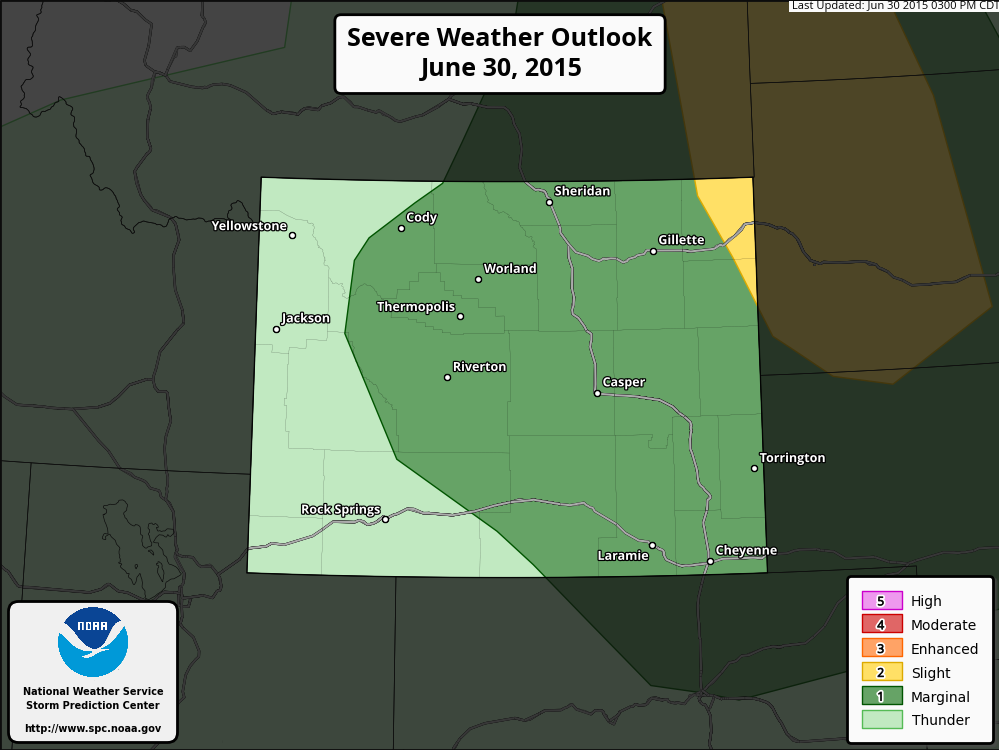 Last Updated: Jun 30 2015 03:00 PM CDT
Severe Weather Outlook
June 30, 2015
Sheridan
Cody
Yellowstone
Gillette
Worland
Thermopolis
Jackson
Riverton
Casper
Torrington
Rock Springs
Cheyenne
Laramie
5 High
4 Moderate
3 Enhanced
2 Slight
1 Marginal
Thunder
NOAA
National Weather Service
Storm Prediction Center
http://www.spc.noaa.gov